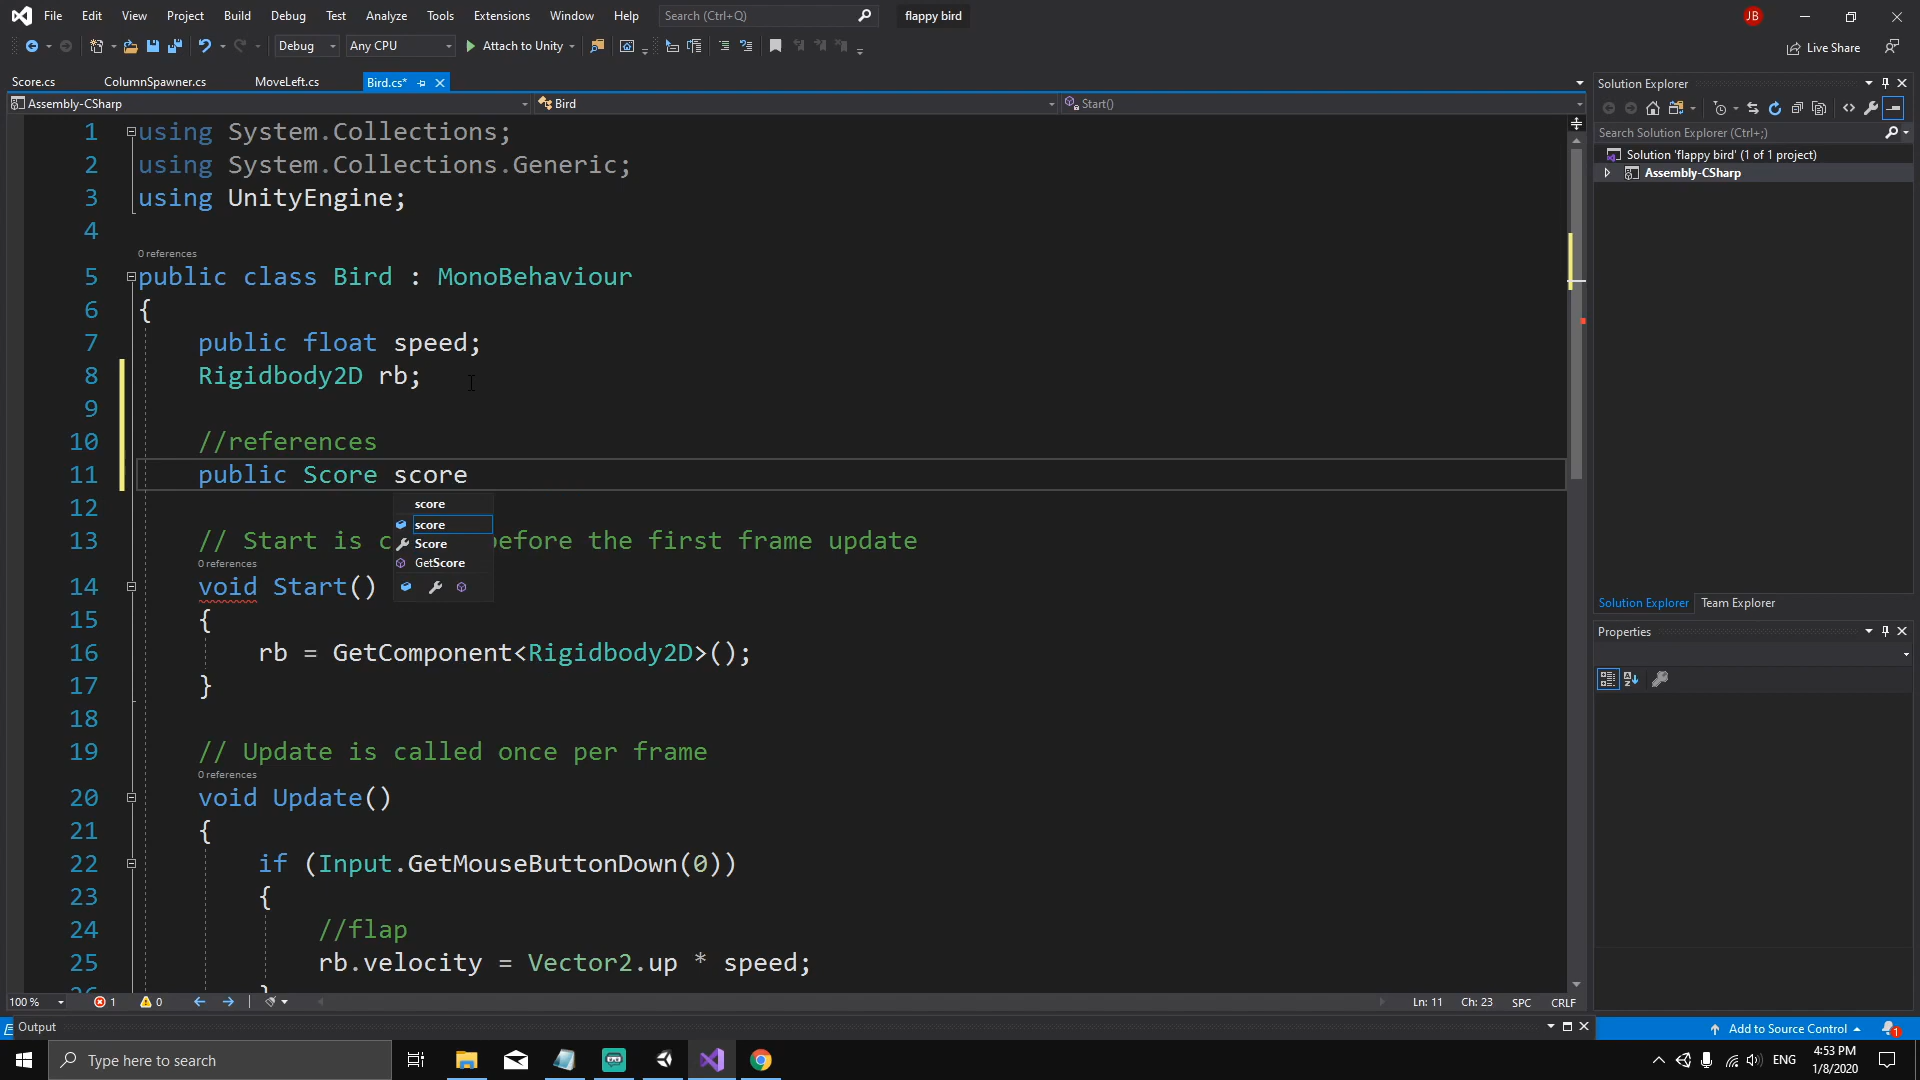 File Edit View Project Build Debug Test Analyze Tools Extensions Window Help Search (Ctrl+Q) flappy bird JB
Debug Any CPU Attach to Unity Live Share
Score.cs ColumnSpawner.cs MoveLeft.cs Bird.cs*
Assembly-CSharp Bird Start()
1 using System.Collections;
2 using System.Collections.Generic;
3 using UnityEngine;
4
0 references
5 public class Bird : MonoBehaviour
6 {
7 public float speed;
8 Rigidbody2D rb;
9
10 //references
11 public Score score
12
score
score
Score
GetScore
13 // Start is c before the first frame update
0 references
14 void Start()
15 {
16 rb = GetComponent<Rigidbody2D>();
17 }
18
19 // Update is called once per frame
0 references
20 void Update()
21 {
22 if (Input.GetMouseButtonDown(0))
23 {
24 //flap
25 rb.velocity = Vector2.up * speed;
100 % 1 0 Ln: 11 Ch: 23 SPC CRLF
Output
Solution Explorer
Search Solution Explorer (Ctrl+;)
Solution 'flappy bird' (1 of 1 project)
Assembly-CSharp
Solution Explorer Team Explorer
Properties
Add to Source Control 1
Type here to search
ENG 4:53 PM
1/8/2020